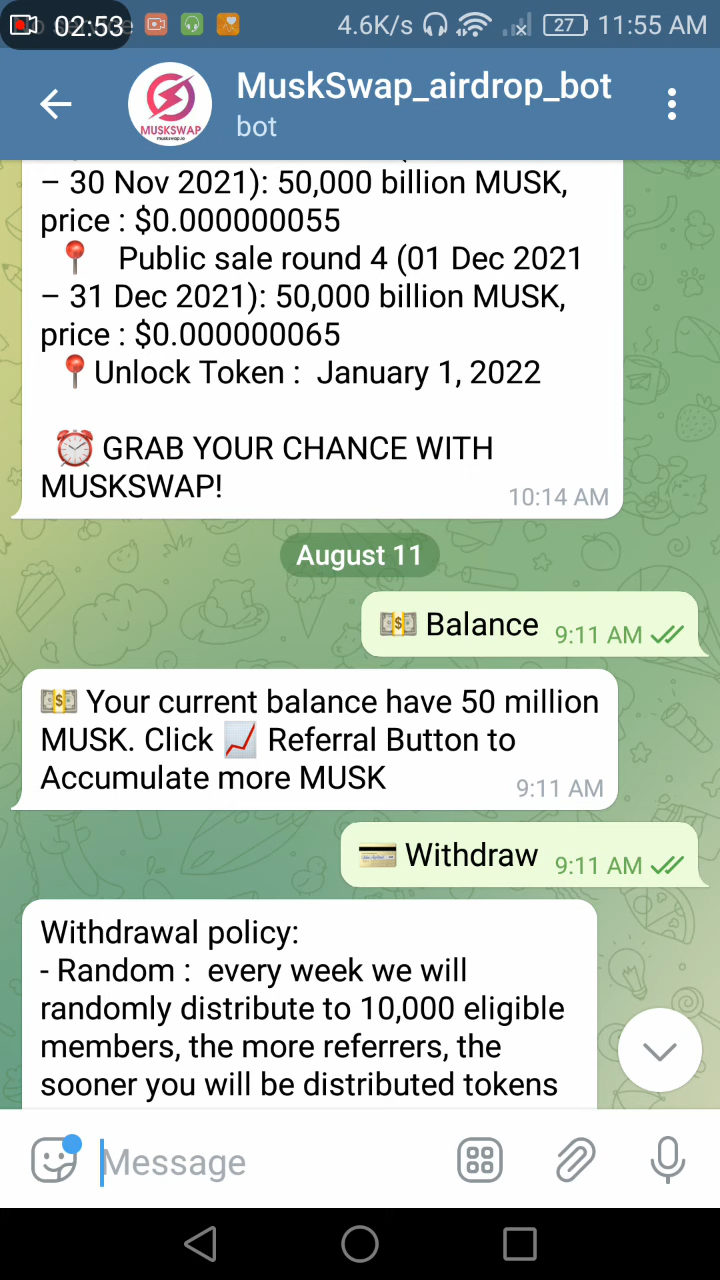 02:53
4.6K/s
27
11:55 AM
MuskSwap_airdrop_bot
bot
MUSKSWAP
muskswap.io
– 30 Nov 2021): 50,000 billion MUSK,
price : $0.000000055
📍 Public sale round 4 (01 Dec 2021
– 31 Dec 2021): 50,000 billion MUSK,
price : $0.000000065
📍Unlock Token : January 1, 2022
⏰ GRAB YOUR CHANCE WITH
MUSKSWAP!
10:14 AM
August 11
💵 Balance 9:11 AM
💵 Your current balance have 50 million
MUSK. Click 📈 Referral Button to
Accumulate more MUSK
9:11 AM
💳 Withdraw 9:11 AM
Withdrawal policy:
- Random : every week we will
randomly distribute to 10,000 eligible
members, the more referrers, the
sooner you will be distributed tokens
Message